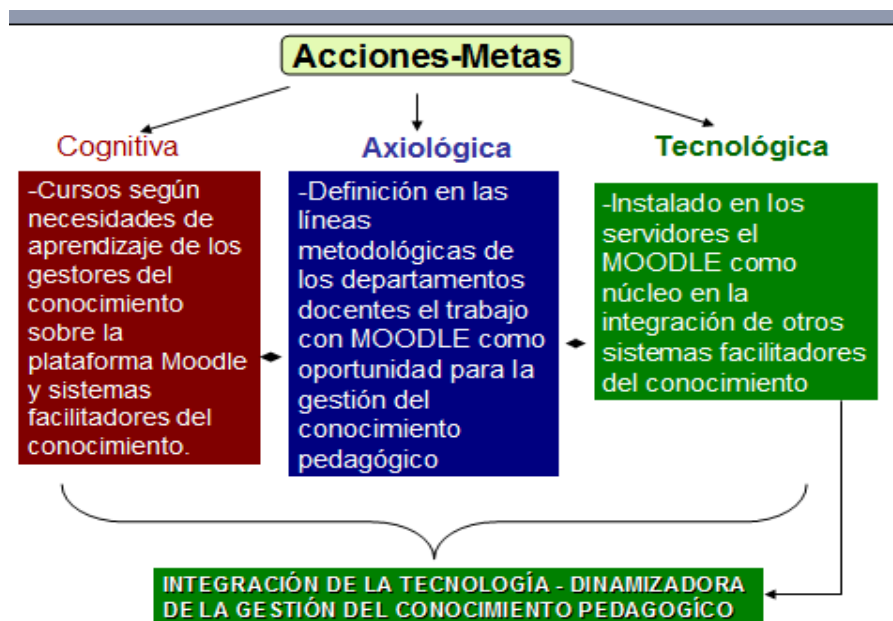 Acciones-Metas
Cognitiva
-Cursos según
necesidades de
aprendizaje de los
gestores del
conocimiento
sobre la
plataforma Moodle
y sistemas
facilitadores del
conocimiento.
Axiológica
-Definición en las
líneas
metodológicas de
los departamentos
docentes el trabajo
con MOODLE como
oportunidad para la
gestión del
conocimiento
pedagógico
Tecnológica
-Instalado en los
servidores el
MOODLE como
núcleo en la
integración de otros
sistemas facilitadores
del conocimiento
INTEGRACIÓN DE LA TECNOLOGÍA - DINAMIZADORA
DE LA GESTIÓN DEL CONOCIMIENTO PEDAGOGÍCO